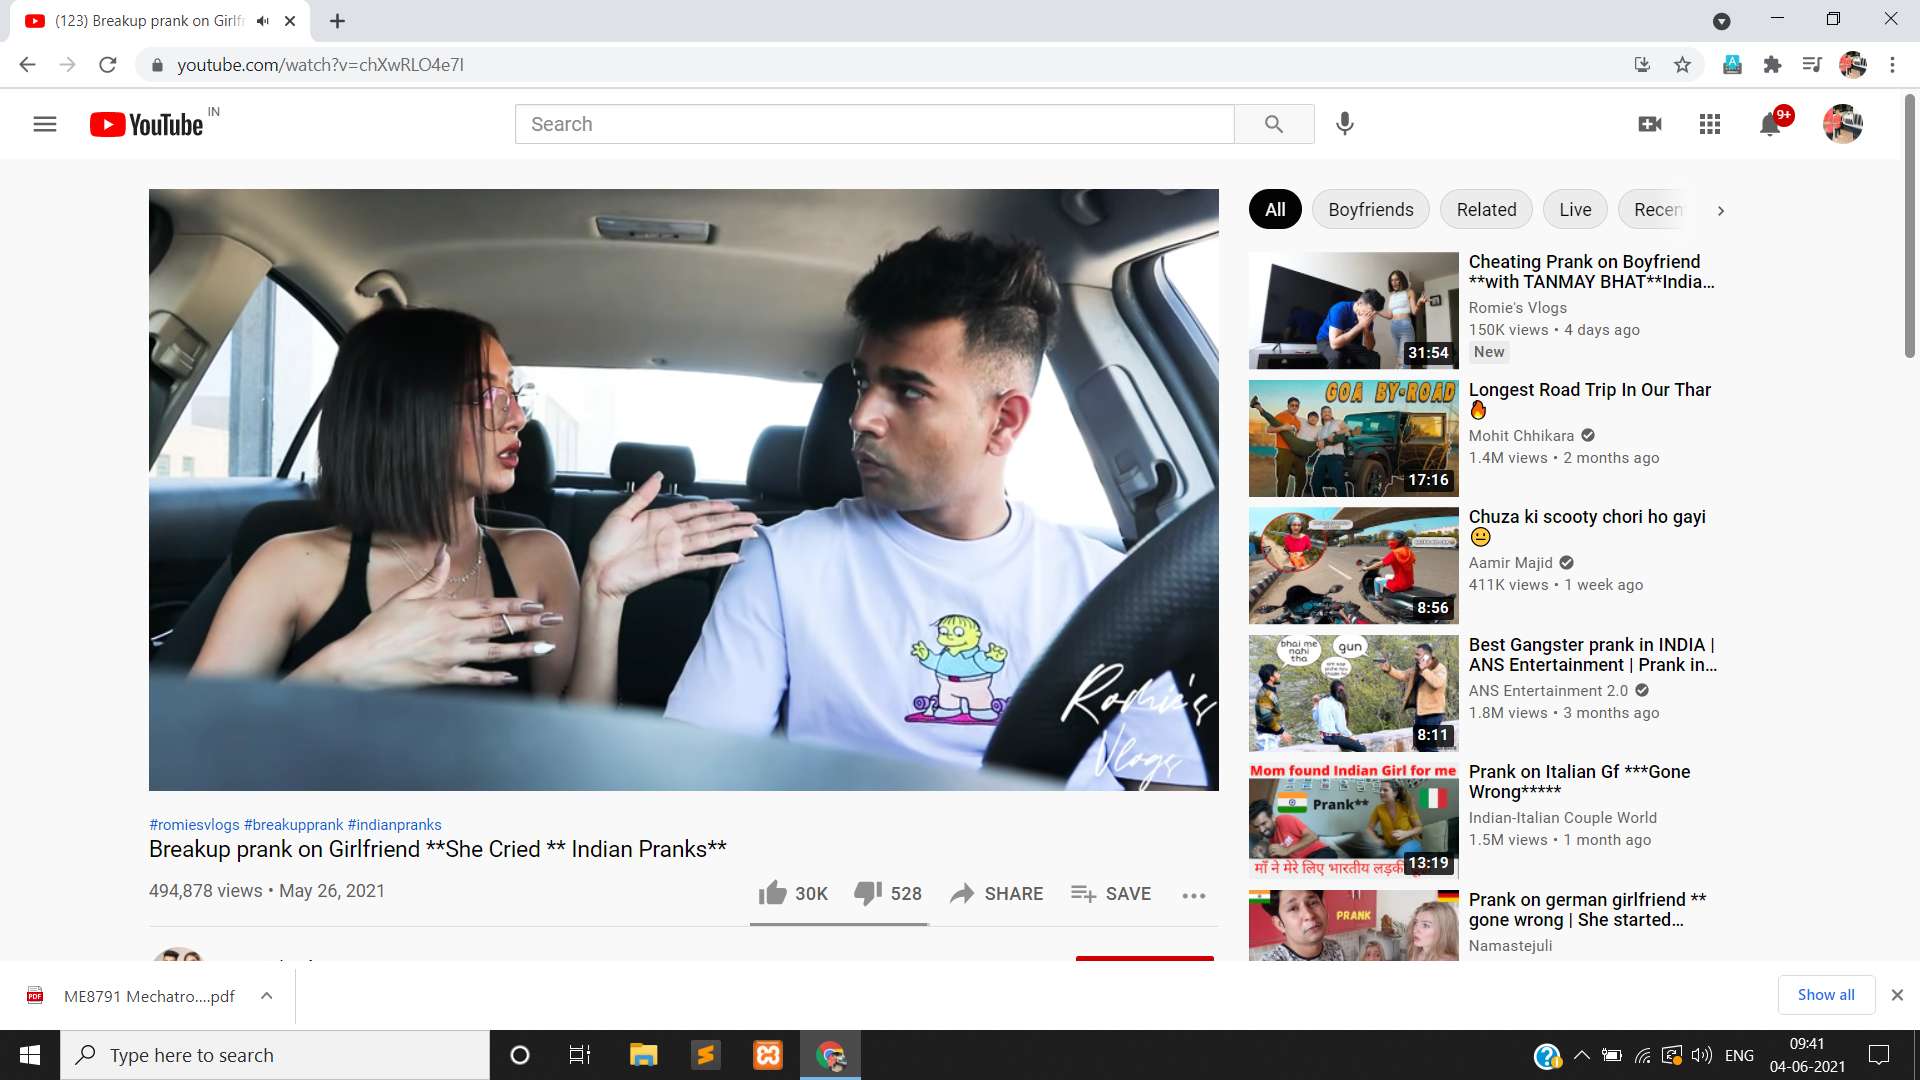 (123) Breakup prank on Girlf
youtube.com/watch?v=chXwRLO4e7I
YouTube IN
Search
9+
All
Boyfriends
Related
Live
Recen
Romie's
Vlogs
#romiesvlogs #breakupprank #indianpranks
Breakup prank on Girlfriend **She Cried ** Indian Pranks**
494,878 views • May 26, 2021
30K
528
SHARE
SAVE
31:54
Cheating Prank on Boyfriend
**with TANMAY BHAT**India...
Romie's Vlogs
150K views • 4 days ago
New
GOA BY-ROAD
17:16
Longest Road Trip In Our Thar
🔥
Mohit Chhikara
1.4M views • 2 months ago
8:56
Chuza ki scooty chori ho gayi
😐
Aamir Majid
411K views • 1 week ago
bhai me
nahi
tha
gun
8:11
Best Gangster prank in INDIA |
ANS Entertainment | Prank in...
ANS Entertainment 2.0
1.8M views • 3 months ago
Mom found Indian Girl for me
Prank**
माँ ने मेरे लिए भारतीय लड़की
13:19
Prank on Italian Gf ***Gone
Wrong*****
Indian-Italian Couple World
1.5M views • 1 month ago
PRANK
Prank on german girlfriend **
gone wrong | She started...
Namastejuli
PDF
ME8791 Mechatro....pdf
Show all
Type here to search
ENG
09:41
04-06-2021